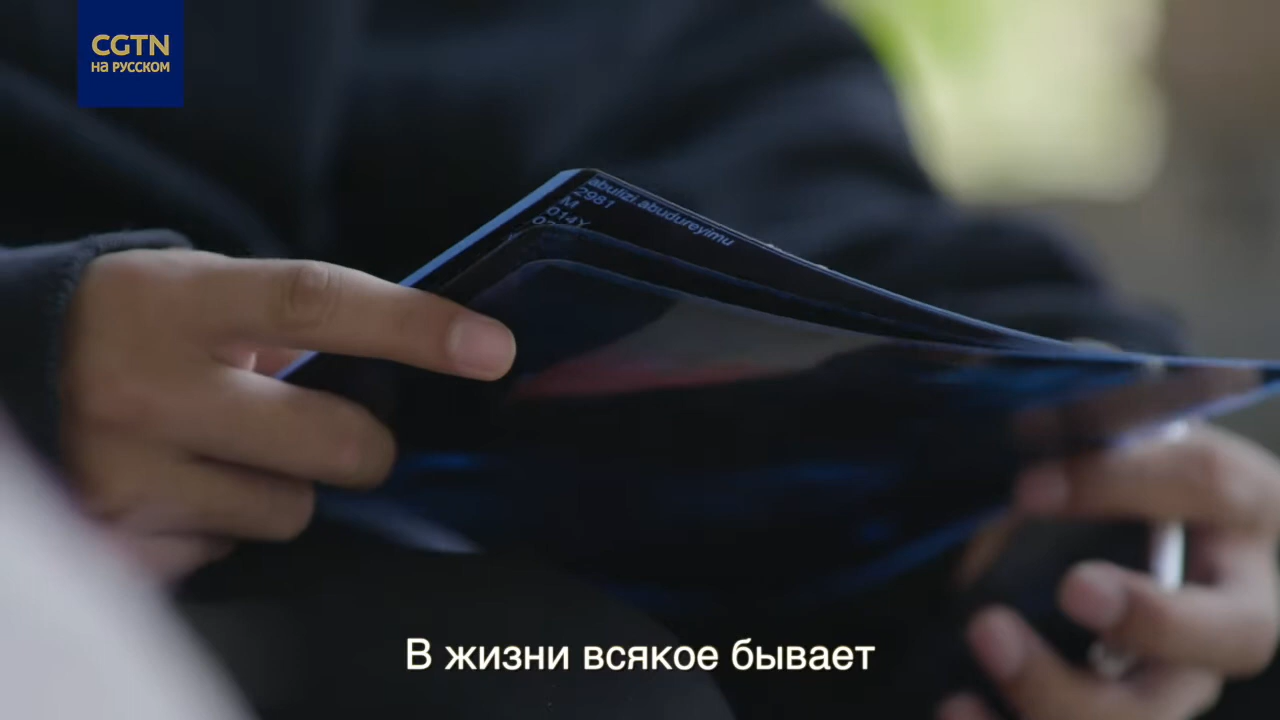 CGTN
НА РУССКОМ
abulizi.abudureyimu
2981
M
014Y
В жизни всякое бывает